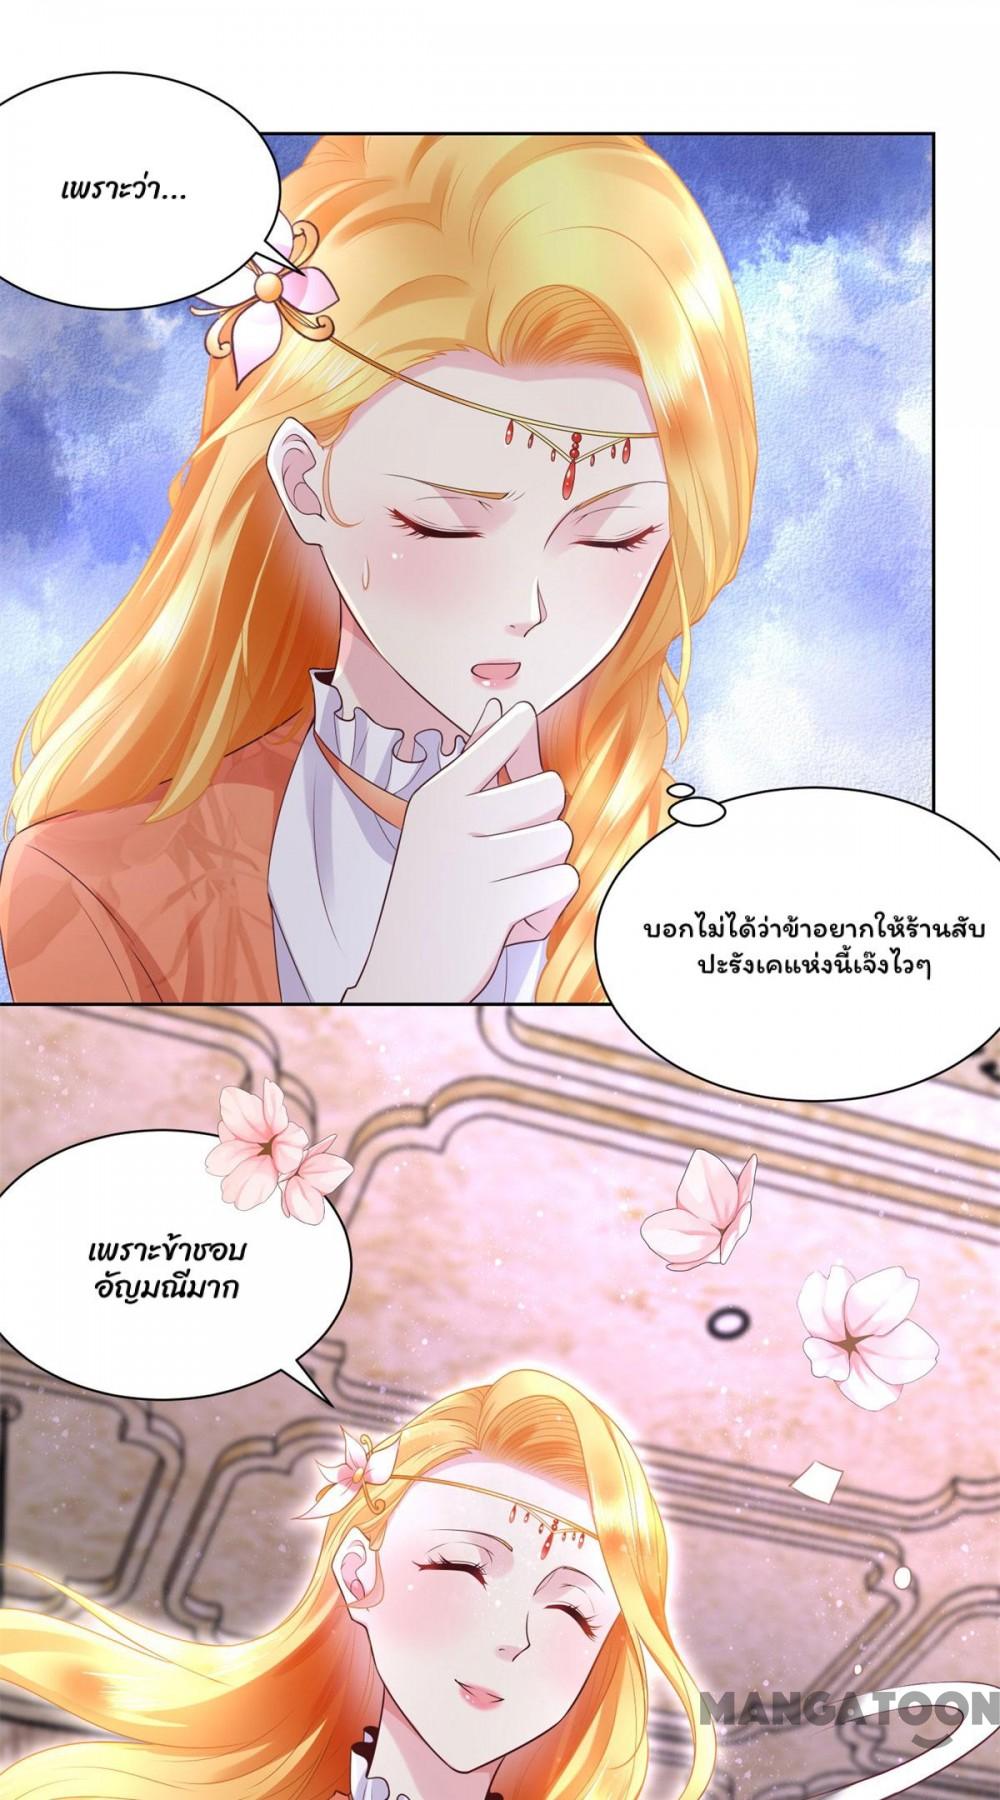 เพราะว่า...
บอกไม่ได้ว่าข้าอยากให้ร้านสับ
ปะรังเคแห่งนี้เจ๊งไวๆ
เพราะข้าชอบ
อัญมณีมาก
MANGATOON